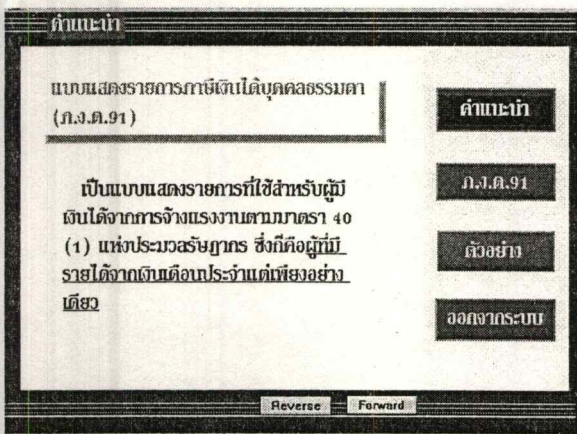 คำแนะนำ
แบบแสดงรายการภาษีเงินได้บุคคลธรรมดา
(ภ.ง.ด.91)
เป็นแบบแสดงรายการที่ใช้สำหรับผู้มี
เงินได้จากการจ้างแรงงานตามมาตรา 40
(1) แห่งประมวลรัษฎากร ซึ่งก็คือผู้ที่มี
รายได้จากเงินเดือนประจำแต่เพียงอย่าง
เดียว
คำแนะนำ
ภ.ง.ด.91
ตัวอย่าง
ออกจากระบบ
Reverse Forward